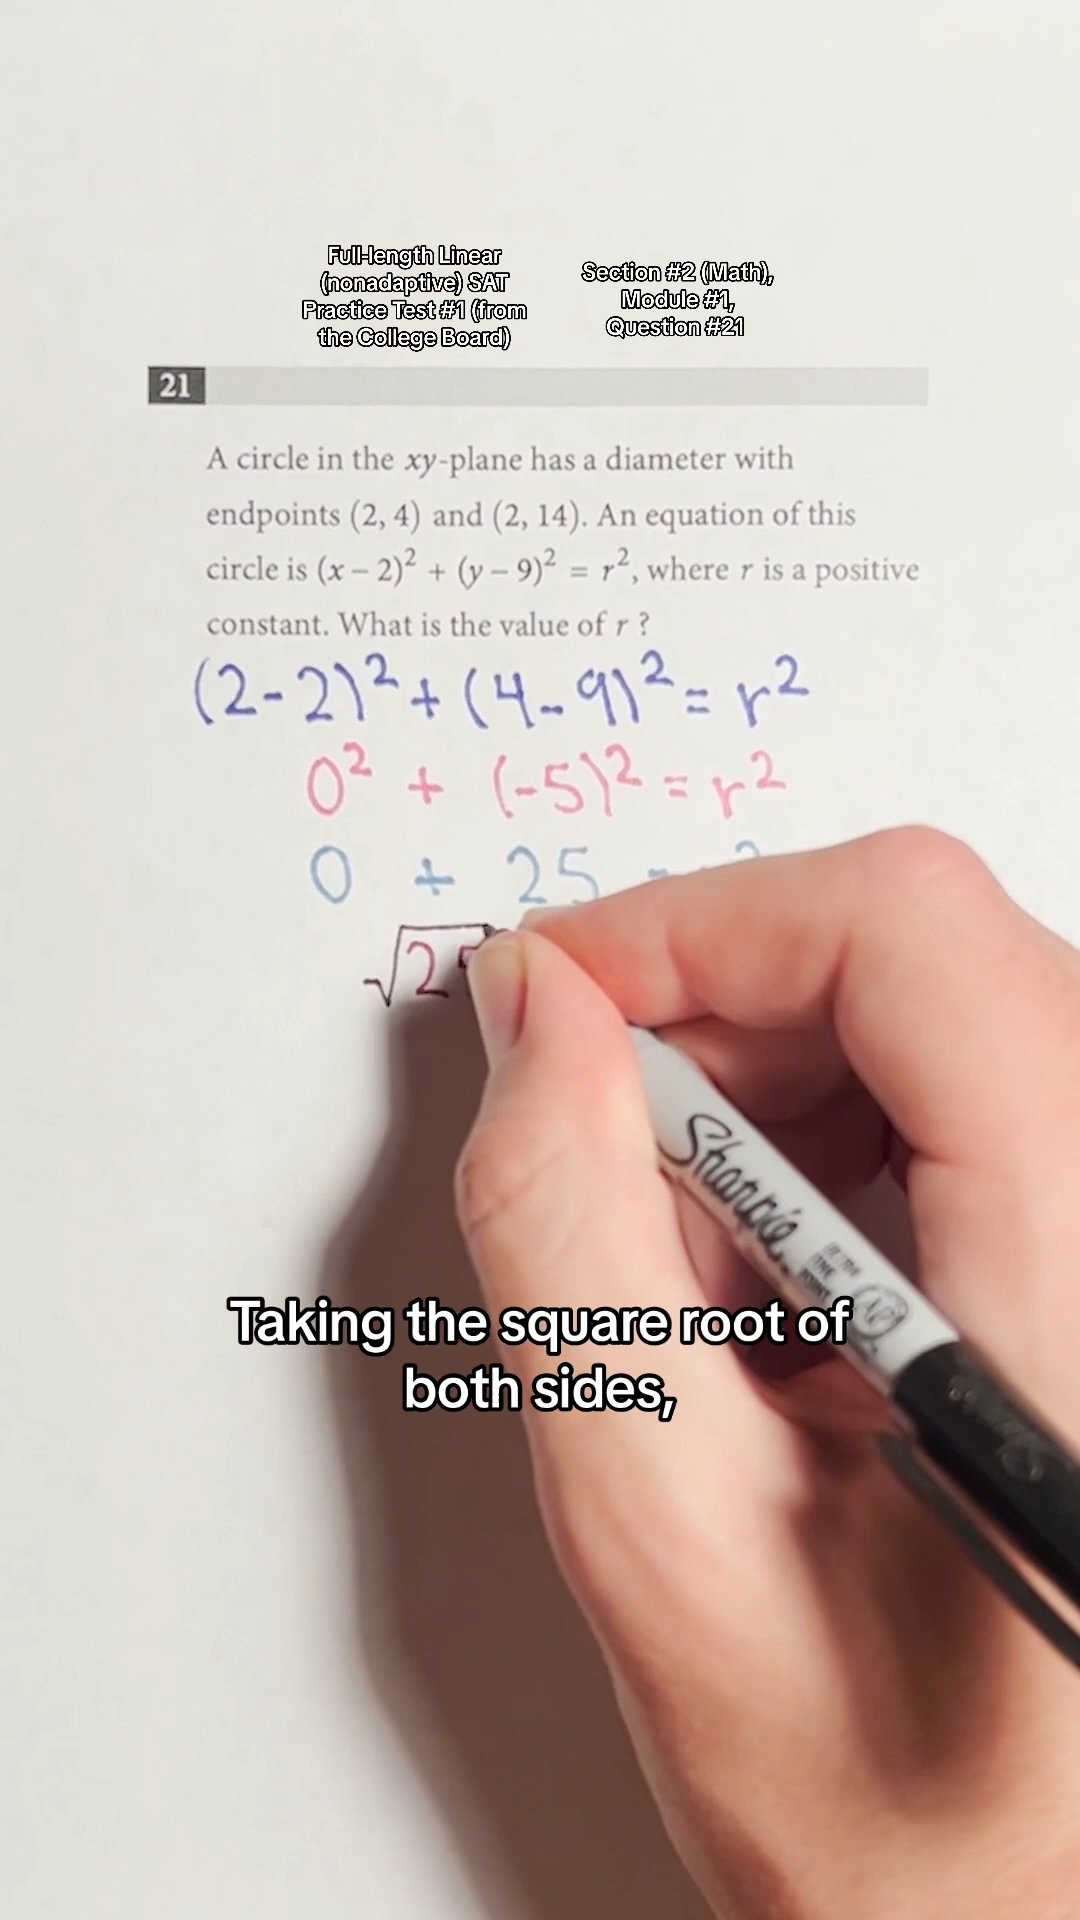 Full-length Linear
(nonadaptive) SAT
Practice Test #1 (from
the College Board)
Section #2 (Math),
Module #1,
Question #21
21
A circle in the xy-plane has a diameter with
endpoints (2, 4) and (2, 14). An equation of this
circle is (x – 2)² + (y – 9)² = r², where r is a positive
constant. What is the value of r ?
(2-2)² + (4-9)² = r²
0² + (-5)² = r²
0 + 25
√2
Sharpie
Taking the square root of
both sides,